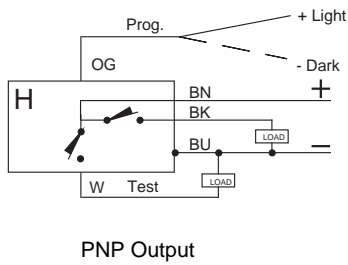 Prog.
+ Light
- Dark
OG
H
BN
+
BK
LOAD
BU
−
W Test
LOAD
PNP Output